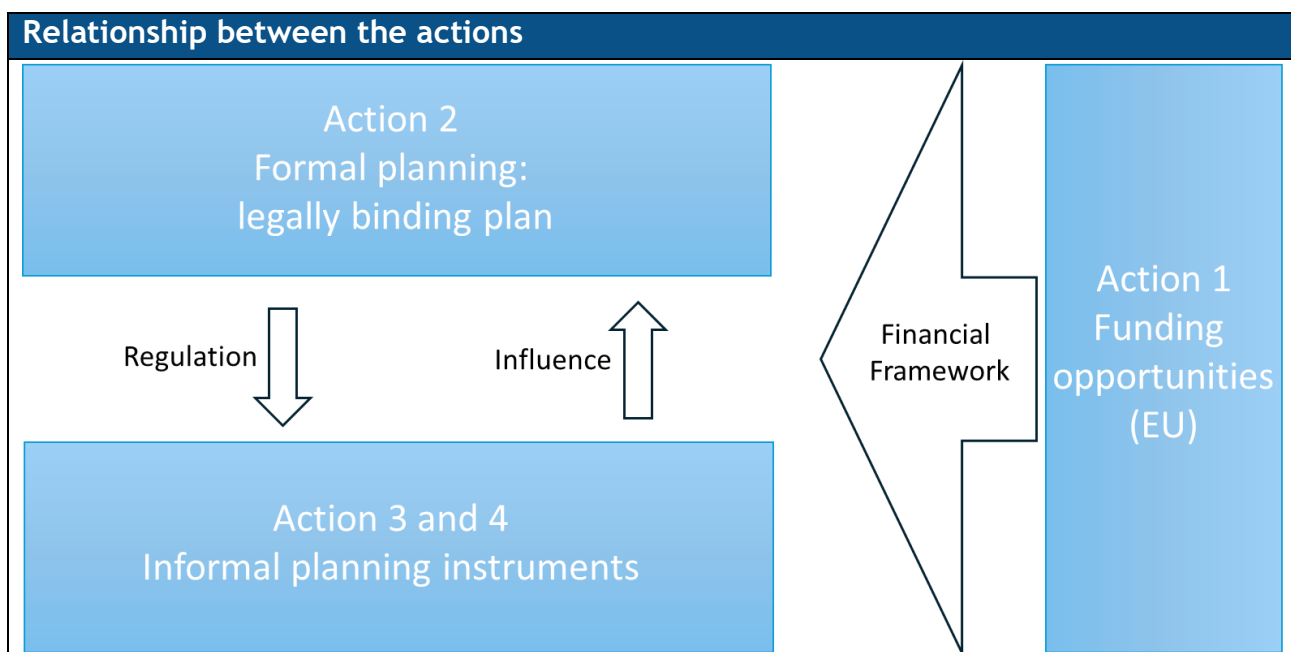 Relationship between the actions
Action 2
Formal planning:
legally binding plan
Regulation
Influence
Action 3 and 4
Informal planning instruments
Financial
Framework
Action 1
Funding
opportunities
(EU)